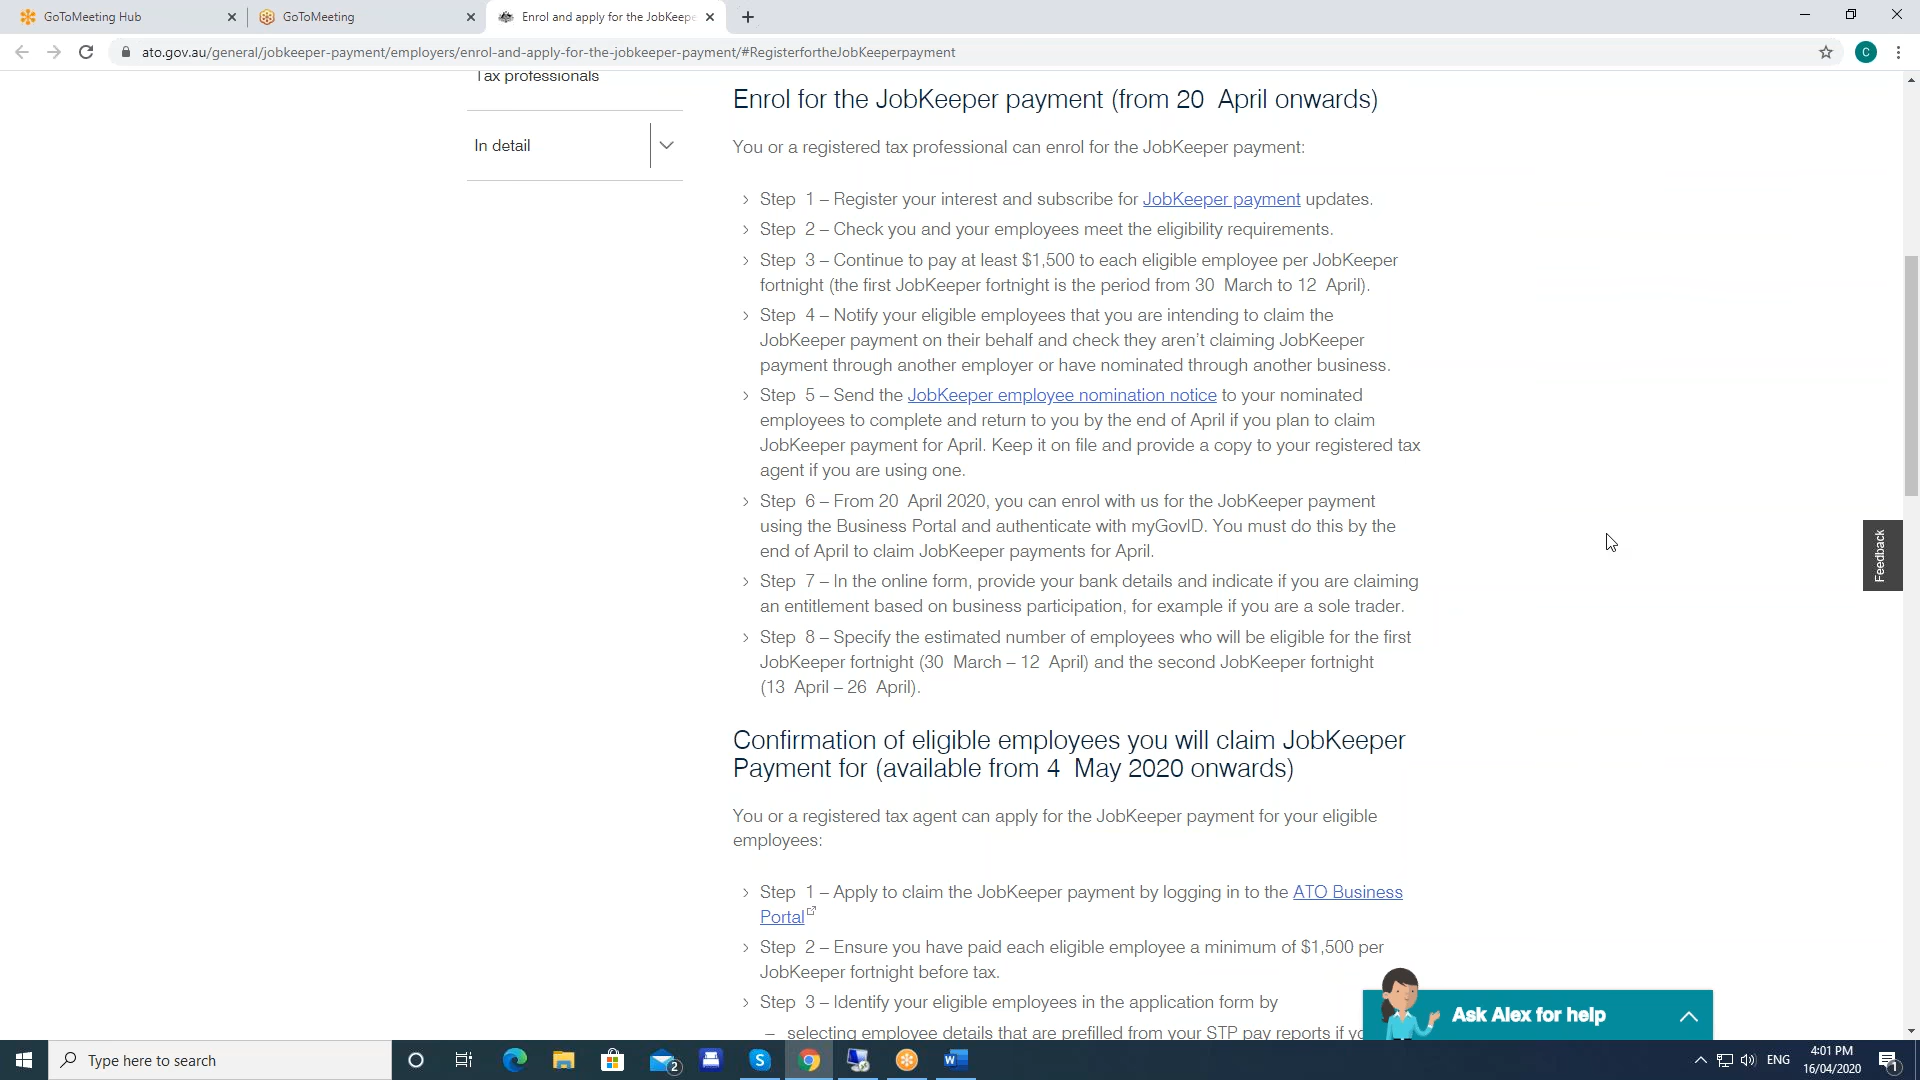 GoToMeeting Hub
GoToMeeting
Enrol and apply for the JobKeepe
ato.gov.au/general/jobkeeper-payment/employers/enrol-and-apply-for-the-jobkeeper-payment/#RegisterfortheJobKeeperpayment
C
Tax professionals
In detail
Enrol for the JobKeeper payment (from 20 April onwards)
You or a registered tax professional can enrol for the JobKeeper payment:
Step 1 – Register your interest and subscribe for JobKeeper payment updates.
Step 2 – Check you and your employees meet the eligibility requirements.
Step 3 – Continue to pay at least $1,500 to each eligible employee per JobKeeper
fortnight (the first JobKeeper fortnight is the period from 30 March to 12 April).
Step 4 – Notify your eligible employees that you are intending to claim the
JobKeeper payment on their behalf and check they aren't claiming JobKeeper
payment through another employer or have nominated through another business.
Step 5 – Send the JobKeeper employee nomination notice to your nominated
employees to complete and return to you by the end of April if you plan to claim
JobKeeper payment for April. Keep it on file and provide a copy to your registered tax
agent if you are using one.
Step 6 – From 20 April 2020, you can enrol with us for the JobKeeper payment
using the Business Portal and authenticate with myGovID. You must do this by the
end of April to claim JobKeeper payments for April.
Step 7 – In the online form, provide your bank details and indicate if you are claiming
an entitlement based on business participation, for example if you are a sole trader.
Step 8 – Specify the estimated number of employees who will be eligible for the first
JobKeeper fortnight (30 March – 12 April) and the second JobKeeper fortnight
(13 April – 26 April).
Confirmation of eligible employees you will claim JobKeeper
Payment for (available from 4 May 2020 onwards)
You or a registered tax agent can apply for the JobKeeper payment for your eligible
employees:
Step 1 – Apply to claim the JobKeeper payment by logging in to the ATO Business
Portal
Step 2 – Ensure you have paid each eligible employee a minimum of $1,500 per
JobKeeper fortnight before tax.
Step 3 – Identify your eligible employees in the application form by
– selecting employee details that are prefilled from your STP pay reports if yo
Feedback
Ask Alex for help
Type here to search
2
S
W
ENG
4:01 PM
16/04/2020
1